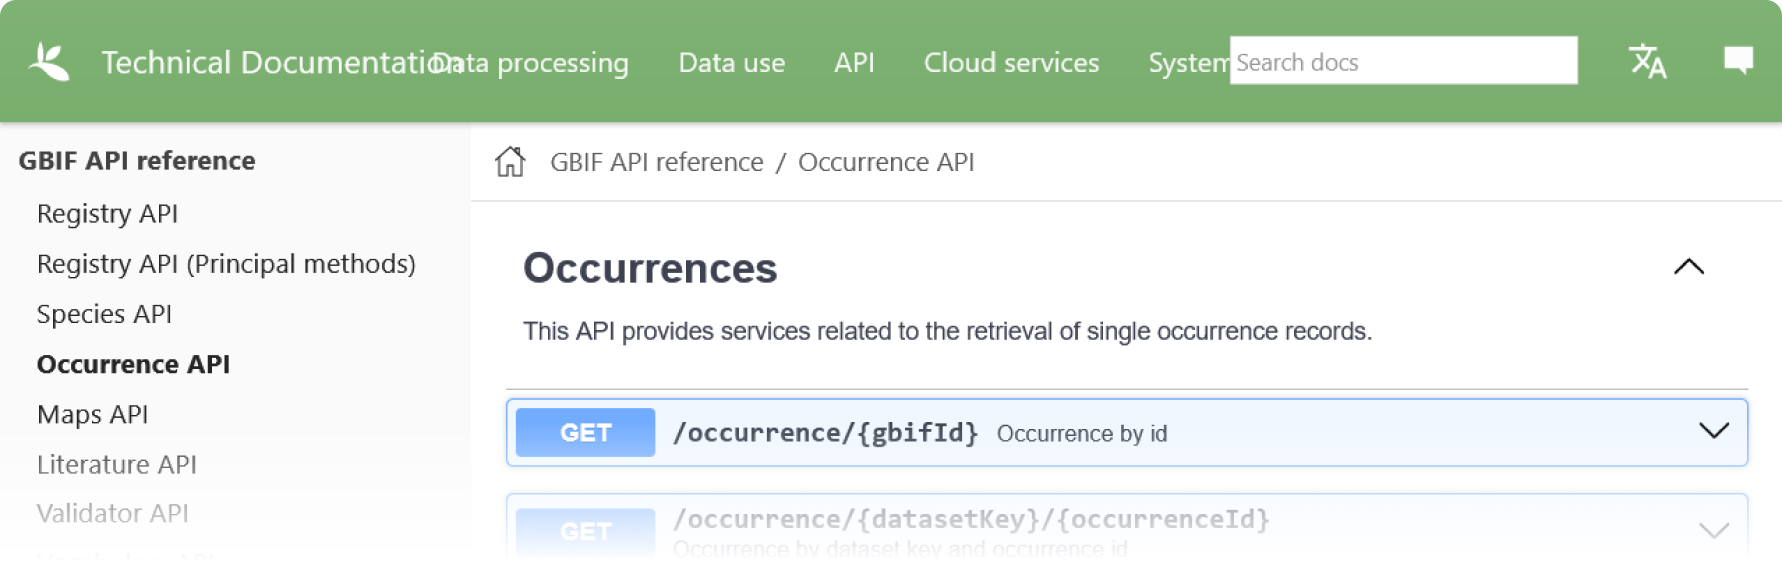 Technical Documentation Data processing Data use API Cloud services System Search docs
GBIF API reference
Registry API
Registry API (Principal methods)
Species API
Occurrence API
Maps API
Literature API
Validator API
GBIF API reference / Occurrence API
Occurrences
This API provides services related to the retrieval of single occurrence records.
GET /occurrence/{gbifId} Occurrence by id
GET /occurrence/{datasetKey}/{occurrenceId}
Occurrence by dataset key and occurrence id